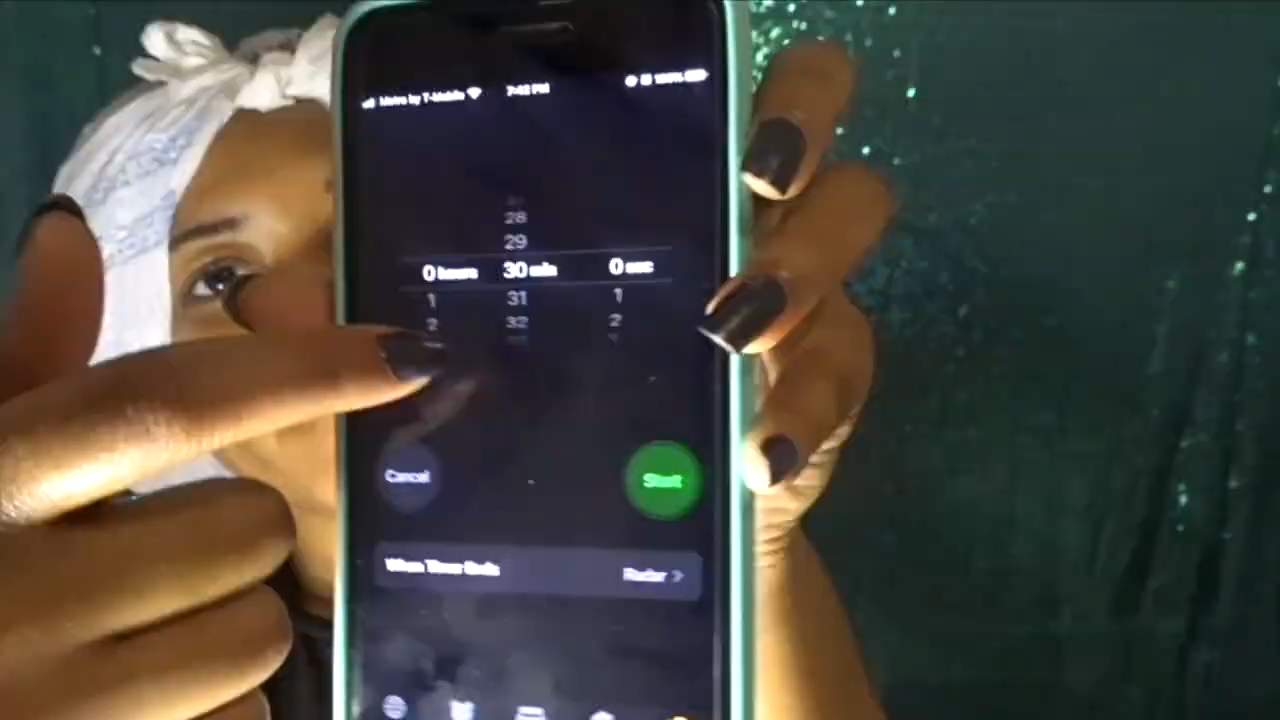 Metro by T-Mobile 7:42 PM 100%
28
29
0 hours 30 min 0 sec
1 31 1
2 32 2
Cancel Start
When Timer Ends Radar